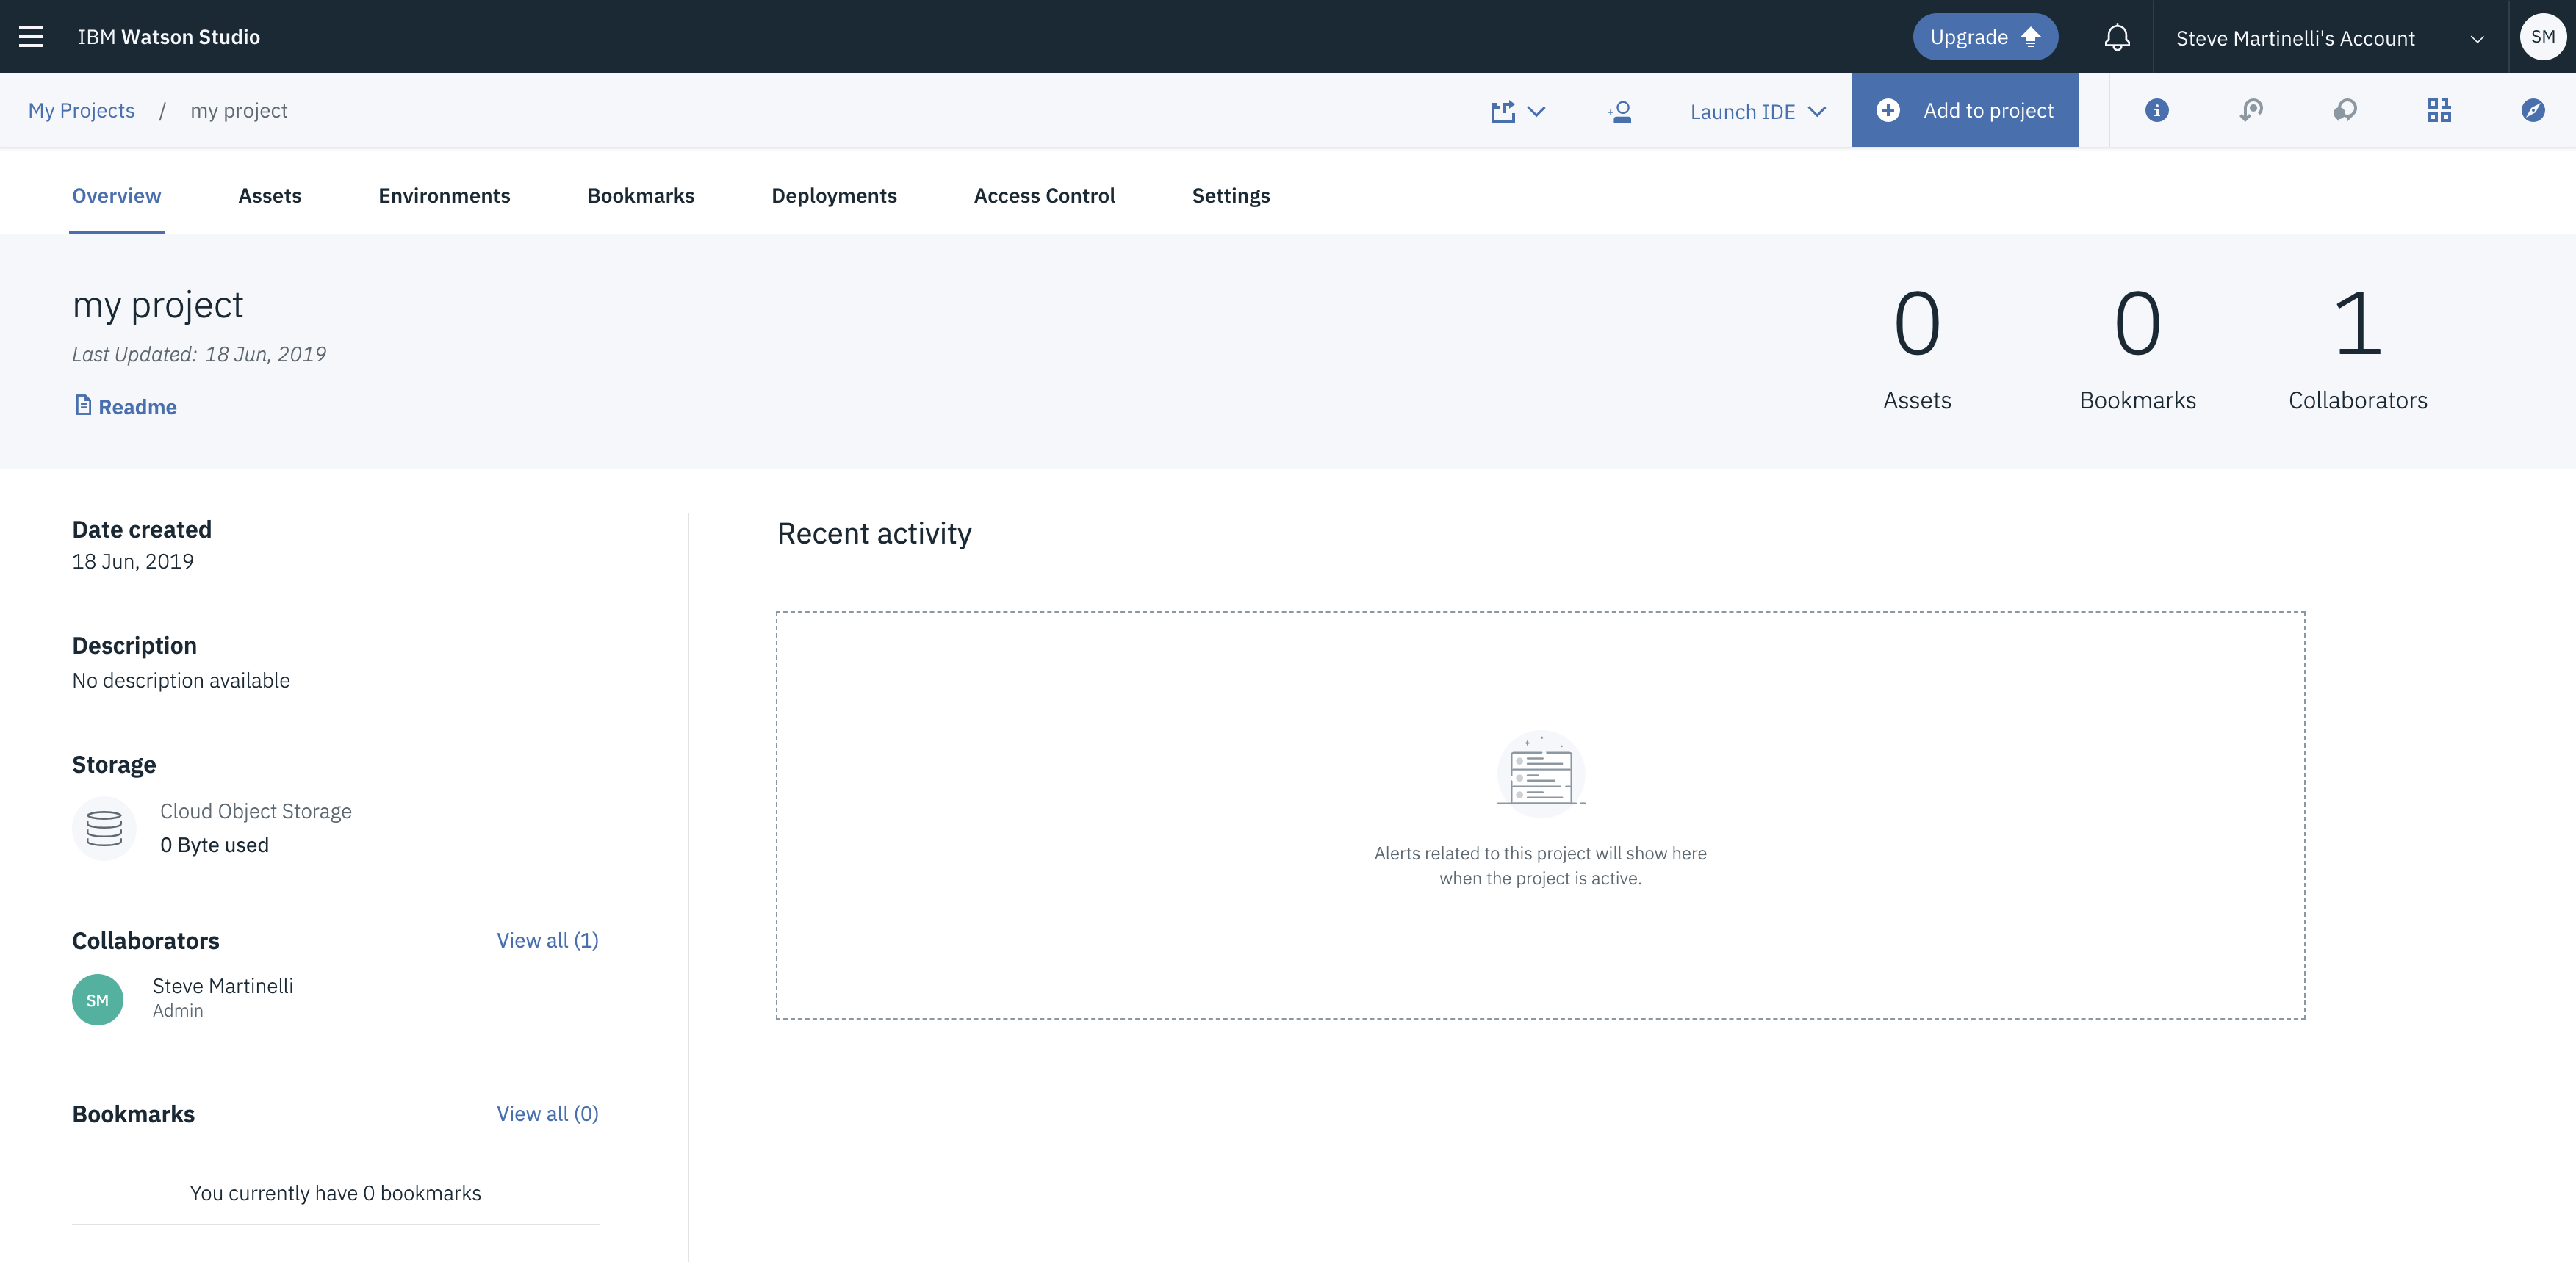 IBM Watson Studio
Upgrade
Steve Martinelli's Account
SM
My Projects / my project
Launch IDE
Add to project
Overview
Assets
Environments
Bookmarks
Deployments
Access Control
Settings
my project
Last Updated: 18 Jun, 2019
Readme
0
Assets
0
Bookmarks
1
Collaborators
Date created
18 Jun, 2019
Description
No description available
Storage
Cloud Object Storage
0 Byte used
Collaborators
View all (1)
SM
Steve Martinelli
Admin
Bookmarks
View all (0)
You currently have 0 bookmarks
Recent activity
Alerts related to this project will show here
when the project is active.